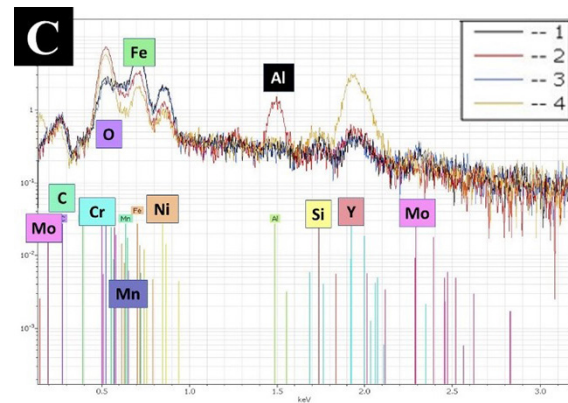 C
-- 1
-- 2
-- 3
-- 4
Fe
Al
1
O
10⁻¹
C
Cr
Mn
Fe
Ni
Al
Si
Y
Mo
Mo
10⁻²
Mn
10⁻³
0.5 1.0 1.5 2.0 2.5 3.0
keV